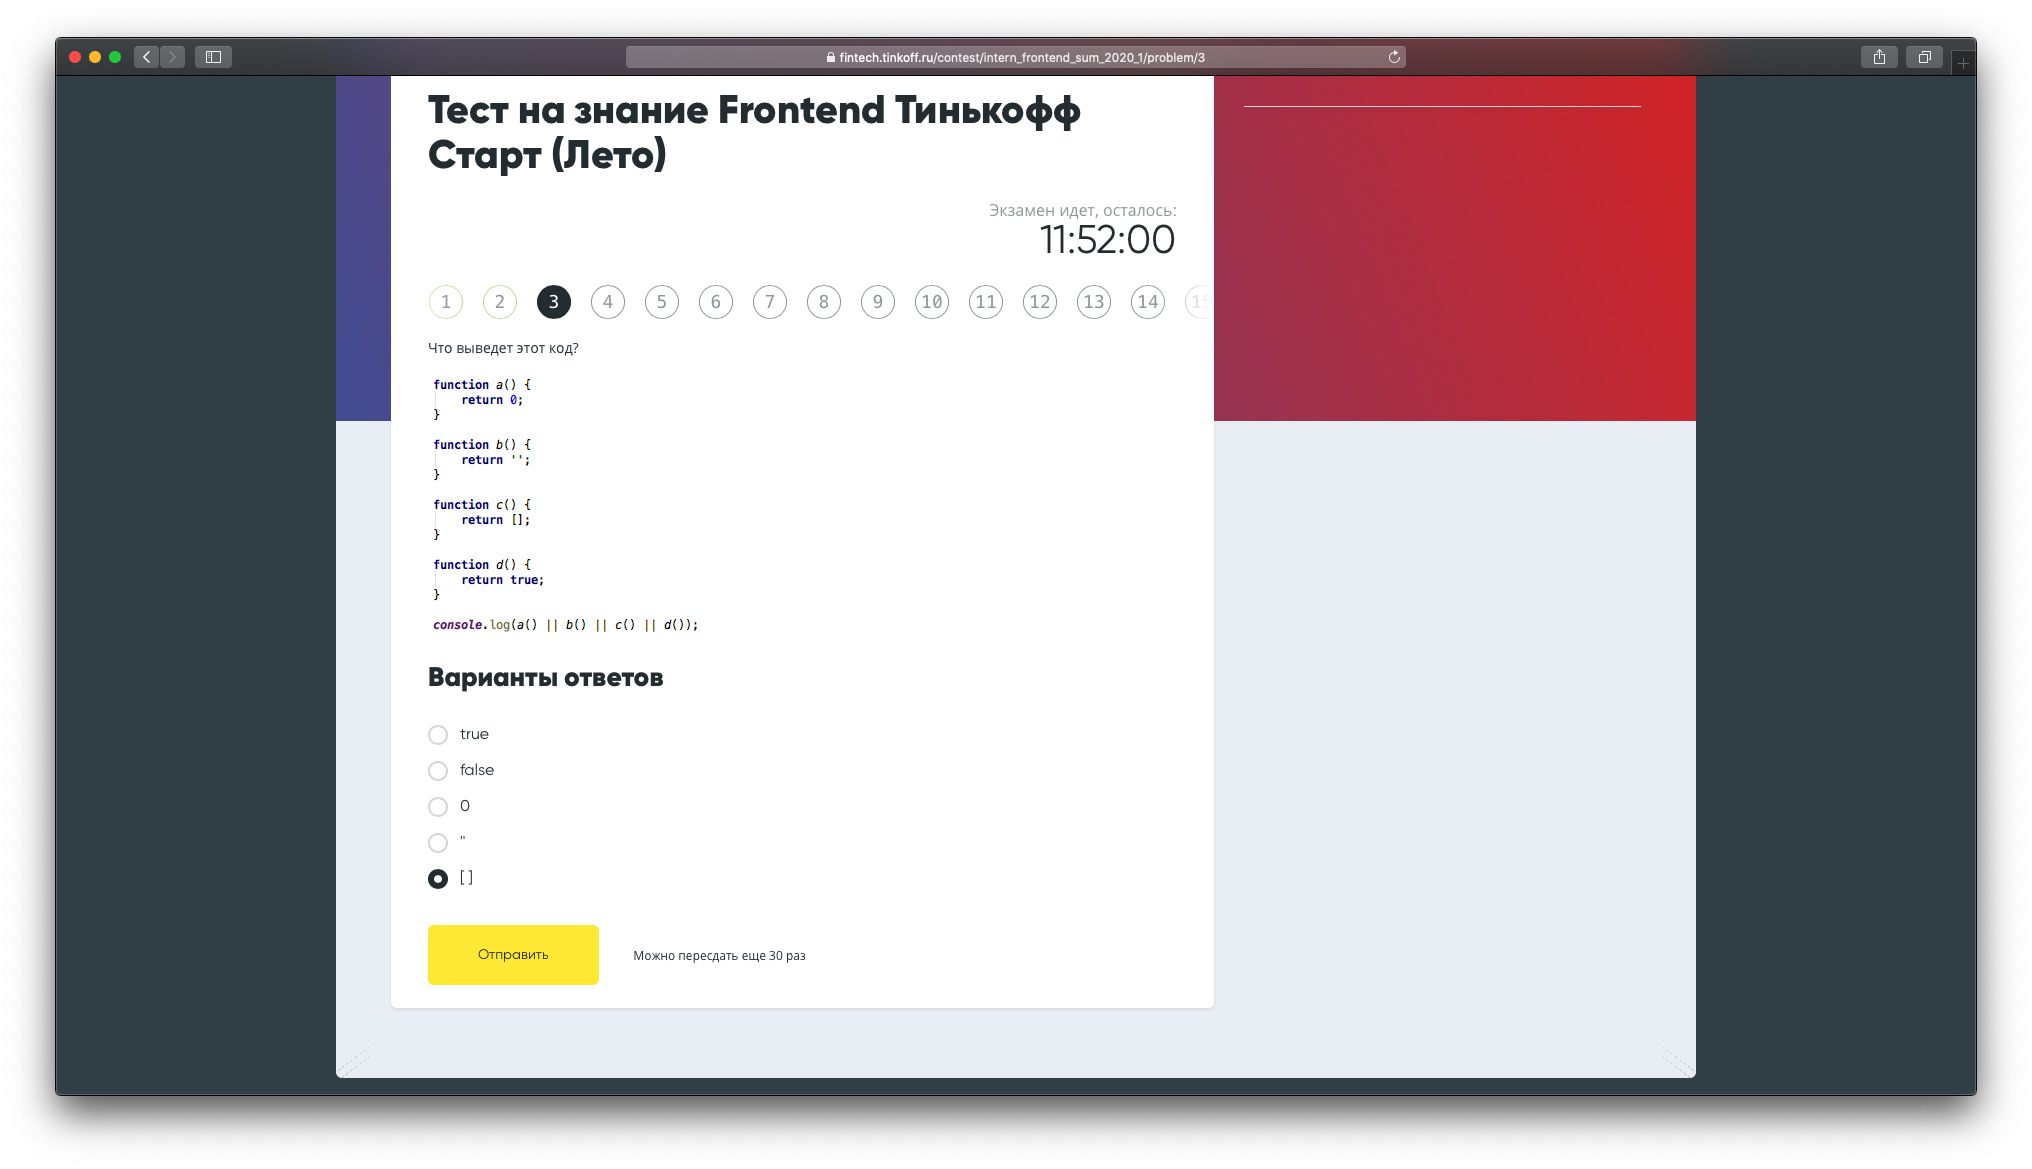 fintech.tinkoff.ru/contest/intern_frontend_sum_2020_1/problem/3
Тест на знание Frontend Тинькофф
Старт (Лето)
Экзамен идет, осталось:
11:52:00
1 2 3 4 5 6 7 8 9 10 11 12 13 14 15
Что выведет этот код?
function a() {
    return 0;
}
function b() {
    return '';
}
function c() {
    return [];
}
function d() {
    return true;
}
console.log(a() || b() || c() || d());
Варианты ответов
true
false
0
''
[]
Отправить
Можно пересдать еще 30 раз